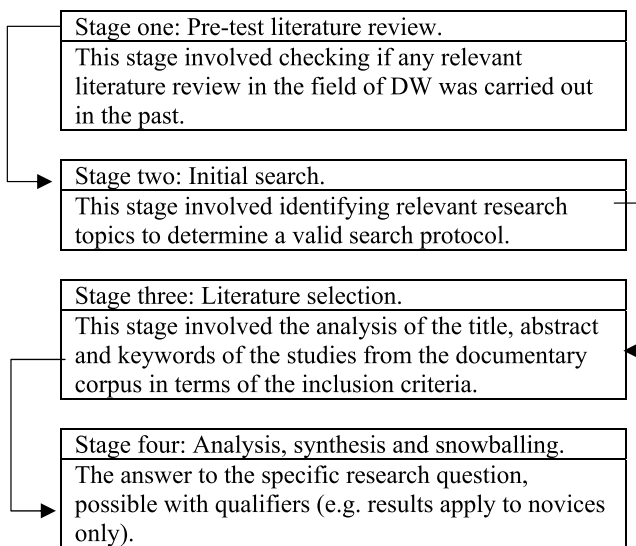 Stage one: Pre-test literature review.
This stage involved checking if any relevant
literature review in the field of DW was carried out
in the past.
Stage two: Initial search.
This stage involved identifying relevant research
topics to determine a valid search protocol.
Stage three: Literature selection.
This stage involved the analysis of the title, abstract
and keywords of the studies from the documentary
corpus in terms of the inclusion criteria.
Stage four: Analysis, synthesis and snowballing.
The answer to the specific research question,
possible with qualifiers (e.g. results apply to novices
only).